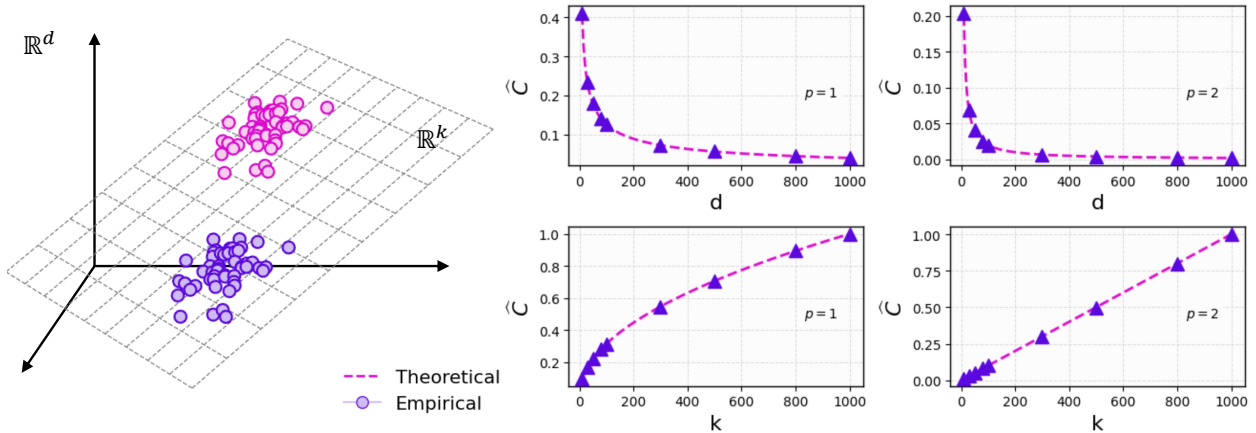 ℝᵈ
ℝᵏ
Theoretical
Empirical
0.4
0.3
0.2
0.1
Ĉ
p = 1
0 200 400 600 800 1000
d
0.20
0.15
0.10
0.05
0.00
Ĉ
p = 2
0 200 400 600 800 1000
d
1.0
0.8
0.6
0.4
0.2
Ĉ
p = 1
0 200 400 600 800 1000
k
1.00
0.75
0.50
0.25
0.00
Ĉ
p = 2
0 200 400 600 800 1000
k